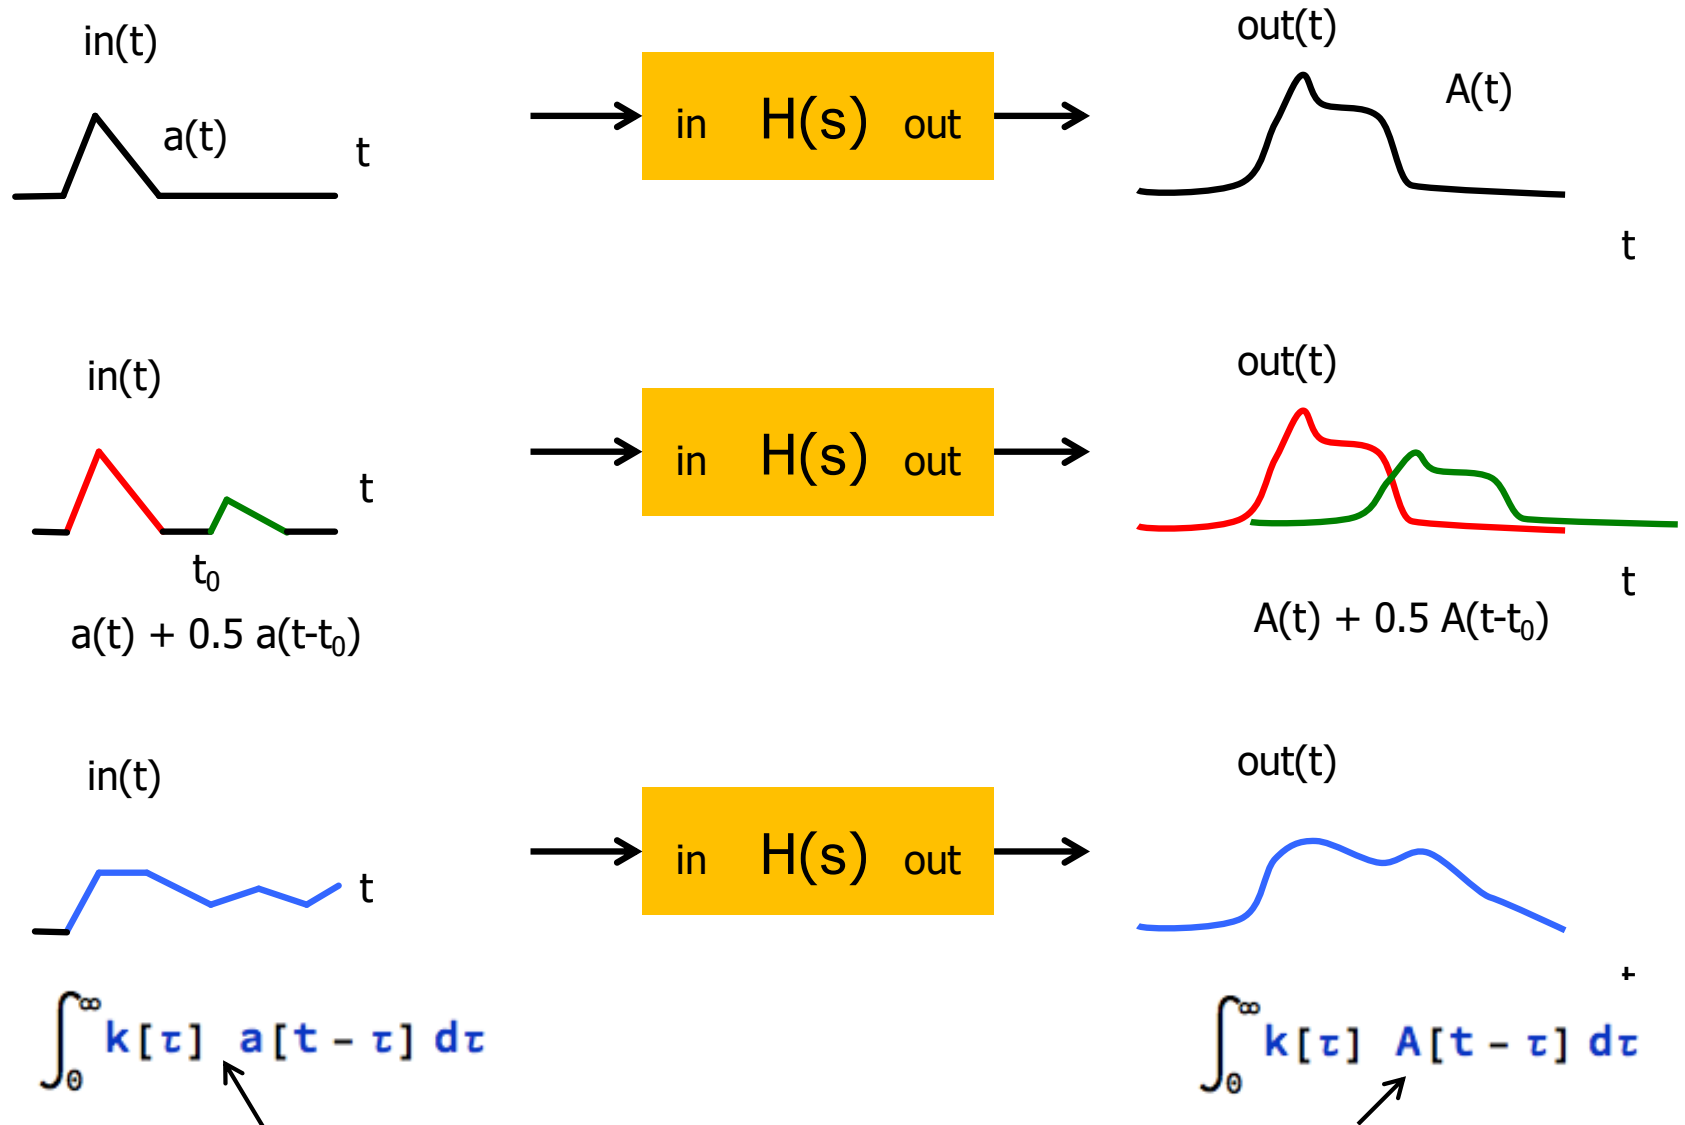 in(t)
a(t)
t
in H(s) out
out(t)
A(t)
t
in(t)
t
t₀
a(t) + 0.5 a(t-t₀)
in H(s) out
out(t)
t
A(t) + 0.5 A(t-t₀)
in(t)
t
in H(s) out
out(t)
∫₀^∞ k[τ] a[t – τ] dτ
∫₀^∞ k[τ] A[t – τ] dτ